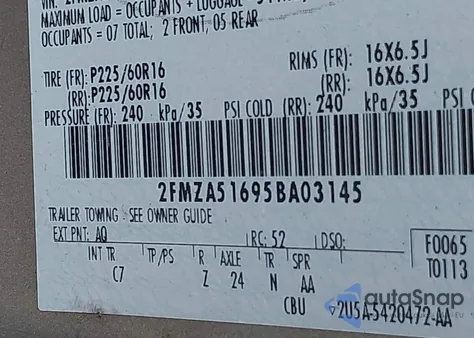 MAXIMUM LOAD = OCCUPANTS + LUGGAGE
OCCUPANTS = 07 TOTAL; 2 FRONT, 05 REAR
TIRE (FR): P225/60R16 RIMS (FR): 16X6.5J
(RR): P225/60R16 (RR): 16X6.5J
PRESSURE (FR): 240 kPa/35 PSI COLD (RR): 240 kPa/35 PSI
2FMZA51695BA03145
TRAILER TOWING - SEE OWNER GUIDE
EXT PNT: AQ RC: 52 DSO: F0065
INT TR TP/PS R AXLE TR SPR T0113
C7 Z 24 N AA
CBU ▽2U5A-5420472-AA
autoSnap